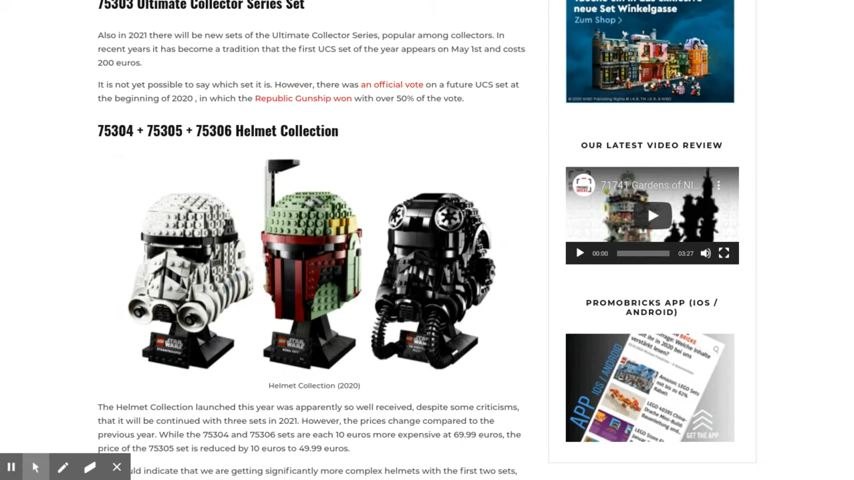 75303 Ultimate Collector Series Set
Also in 2021 there will be new sets of the Ultimate Collector Series, popular among collectors. In
recent years it has become a tradition that the first UCS set of the year appears on May 1st and costs
200 euros.
It is not yet possible to say which set it is. However, there was an official vote on a future UCS set at
the beginning of 2020 , in which the Republic Gunship won with over 50% of the vote.
75304 + 75305 + 75306 Helmet Collection
Helmet Collection (2020)
The Helmet Collection launched this year was apparently so well received, despite some criticisms,
that it will be continued with three sets in 2021. However, the prices change compared to the
previous year. While the 75304 and 75306 sets are each 10 euros more expensive at 69.99 euros, the
price of the 75305 set is reduced by 10 euros to 49.99 euros.
indicate that we are getting significantly more complex helmets with the first two sets,
neue Set Winkelgasse
Zum Shop >
OUR LATEST VIDEO REVIEW
71741 Gardens of NI...
00:00
03:27
PROMOBRICKS APP (IOS /
ANDROID)
APP
IOS / ANDROID
GET THE APP